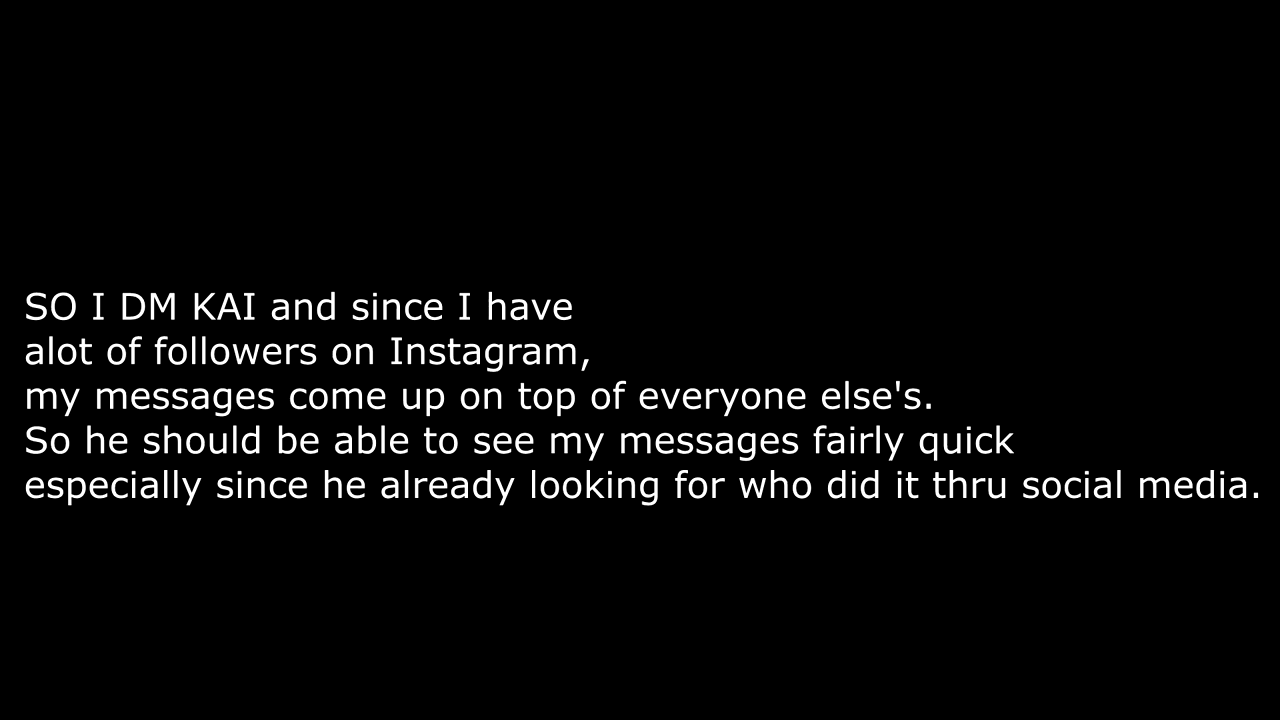 SO I DM KAI and since I have
alot of followers on Instagram,
my messages come up on top of everyone else's.
So he should be able to see my messages fairly quick
especially since he already looking for who did it thru social media.